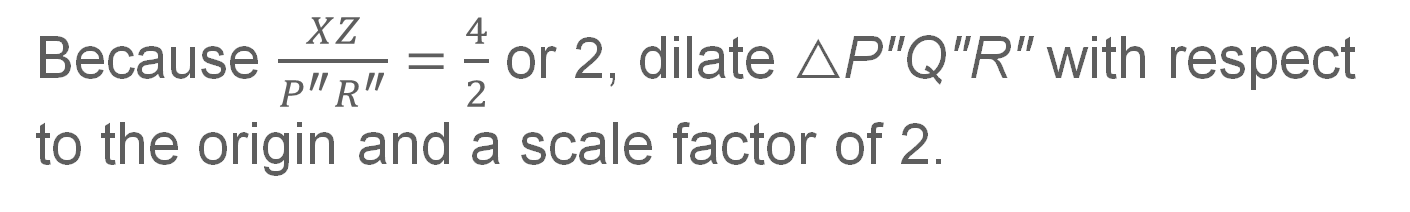 Because XZ/P″R″ = 4/2 or 2, dilate △P″Q″R″ with respect
to the origin and a scale factor of 2.